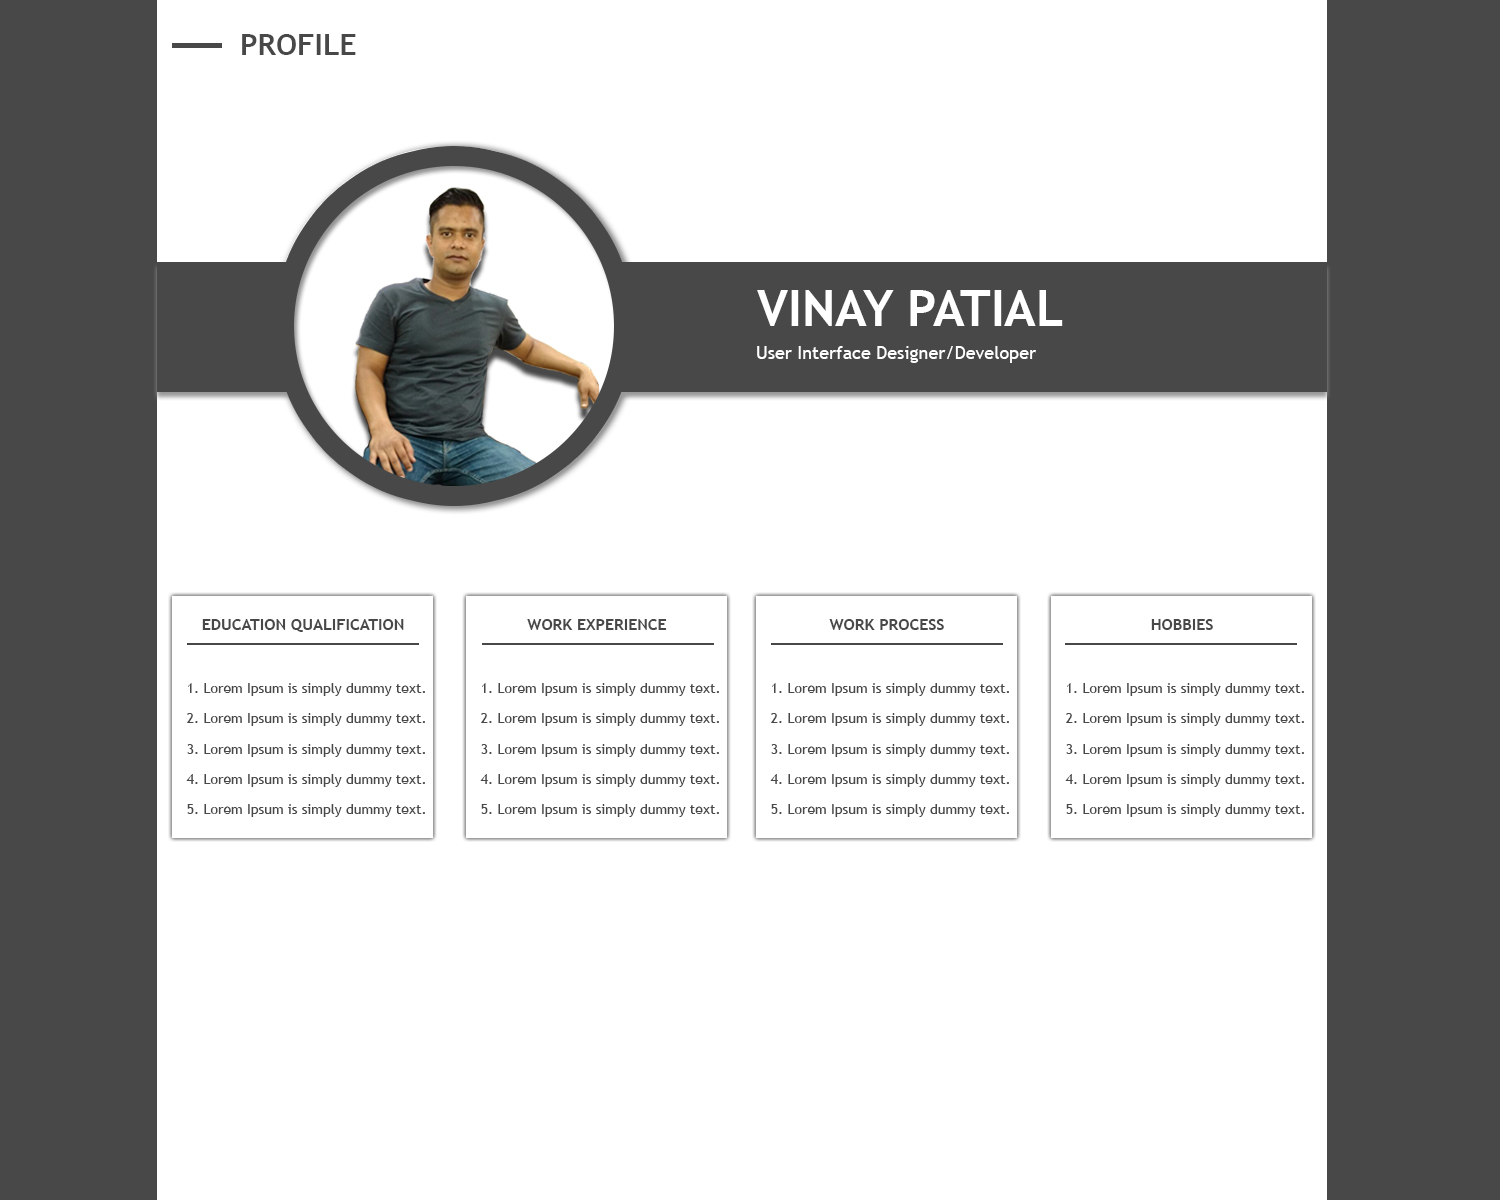 PROFILE
VINAY PATIAL
User Interface Designer/Developer
EDUCATION QUALIFICATION
1. Lorem Ipsum is simply dummy text.
2. Lorem Ipsum is simply dummy text.
3. Lorem Ipsum is simply dummy text.
4. Lorem Ipsum is simply dummy text.
5. Lorem Ipsum is simply dummy text.
WORK EXPERIENCE
1. Lorem Ipsum is simply dummy text.
2. Lorem Ipsum is simply dummy text.
3. Lorem Ipsum is simply dummy text.
4. Lorem Ipsum is simply dummy text.
5. Lorem Ipsum is simply dummy text.
WORK PROCESS
1. Lorem Ipsum is simply dummy text.
2. Lorem Ipsum is simply dummy text.
3. Lorem Ipsum is simply dummy text.
4. Lorem Ipsum is simply dummy text.
5. Lorem Ipsum is simply dummy text.
HOBBIES
1. Lorem Ipsum is simply dummy text.
2. Lorem Ipsum is simply dummy text.
3. Lorem Ipsum is simply dummy text.
4. Lorem Ipsum is simply dummy text.
5. Lorem Ipsum is simply dummy text.